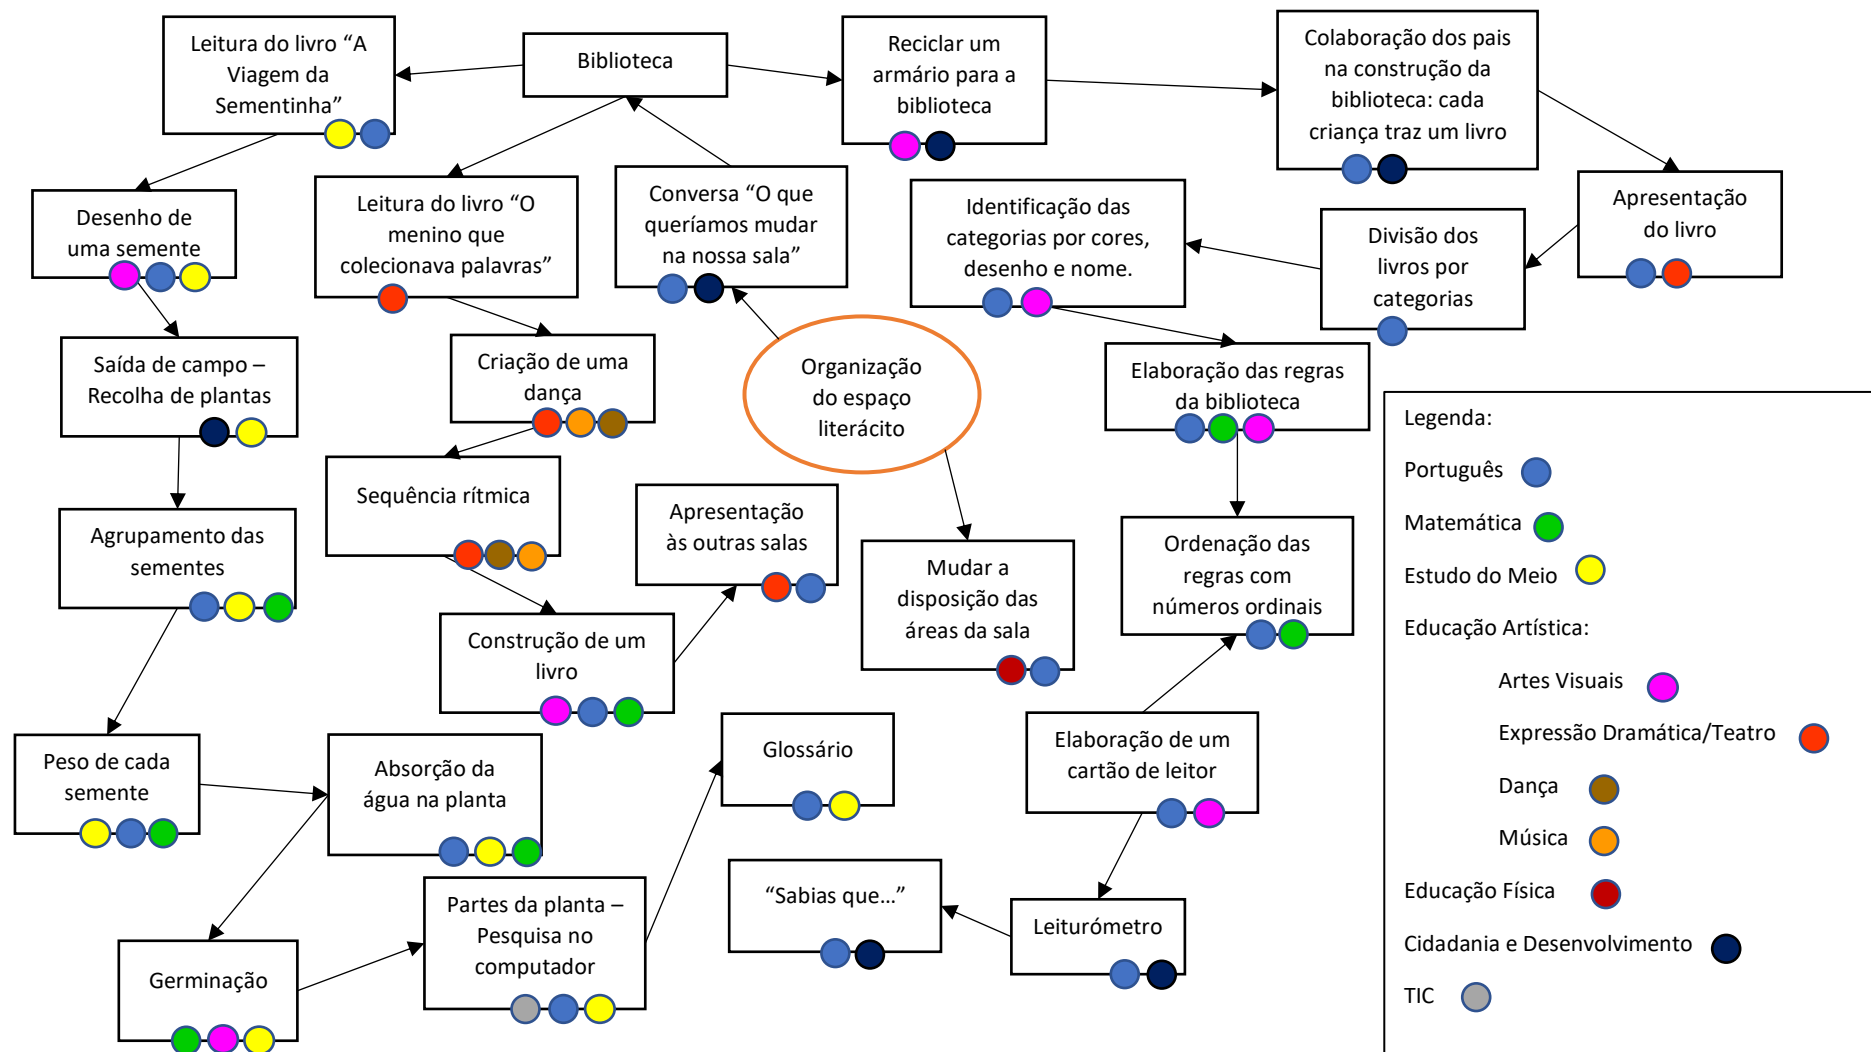 Leitura do livro “A
Viagem da
Sementinha”
Biblioteca
Reciclar um
armário para a
biblioteca
Colaboração dos pais
na construção da
biblioteca: cada
criança traz um livro
Desenho de
uma semente
Leitura do livro “O
menino que
colecionava palavras”
Conversa “O que
queríamos mudar
na nossa sala”
Identificação das
categorias por cores,
desenho e nome.
Divisão dos
livros por
categorias
Apresentação
do livro
Saída de campo –
Recolha de plantas
Criação de uma
dança
Organização
do espaço
literácito
Elaboração das regras
da biblioteca
Agrupamento das
sementes
Sequência rítmica
Apresentação
às outras salas
Mudar a
disposição das
áreas da sala
Ordenação das
regras com
números ordinais
Construção de um
livro
Peso de cada
semente
Absorção da
água na planta
Glossário
Elaboração de um
cartão de leitor
Germinação
Partes da planta –
Pesquisa no
computador
“Sabias que…”
Leiturómetro
Legenda:
Português
Matemática
Estudo do Meio
Educação Artística:
Artes Visuais
Expressão Dramática/Teatro
Dança
Música
Educação Física
Cidadania e Desenvolvimento
TIC